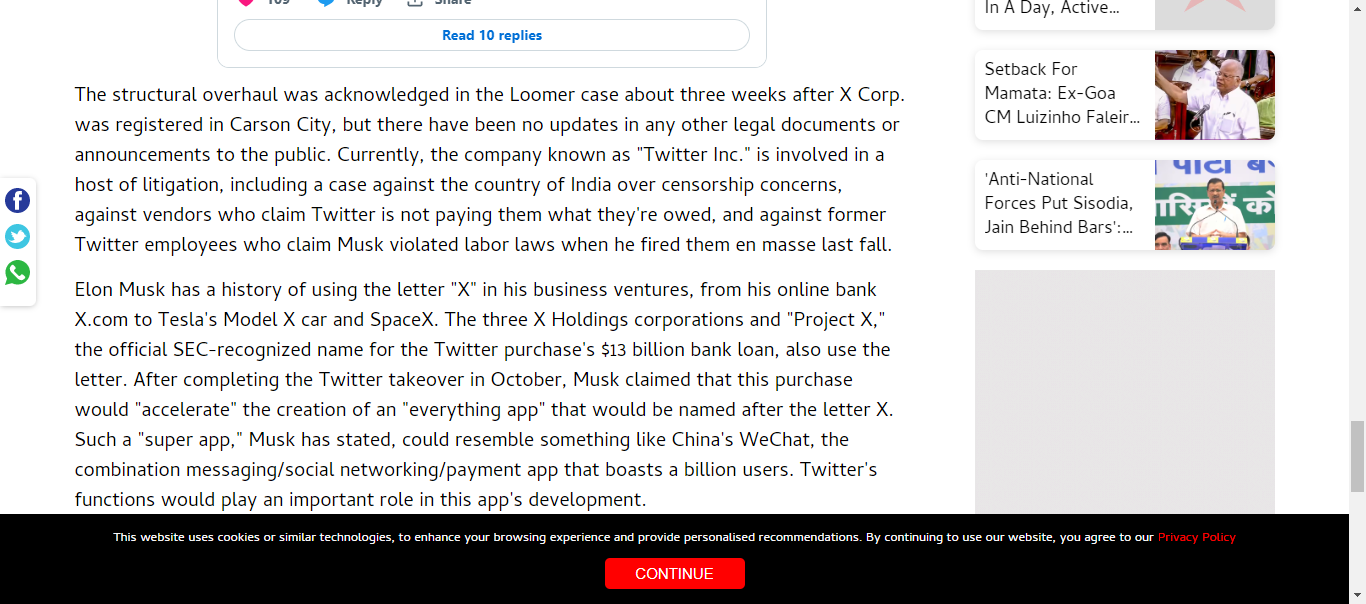 109 Reply Share
Read 10 replies
The structural overhaul was acknowledged in the Loomer case about three weeks after X Corp.
was registered in Carson City, but there have been no updates in any other legal documents or
announcements to the public. Currently, the company known as "Twitter Inc." is involved in a
host of litigation, including a case against the country of India over censorship concerns,
against vendors who claim Twitter is not paying them what they're owed, and against former
Twitter employees who claim Musk violated labor laws when he fired them en masse last fall.
Elon Musk has a history of using the letter "X" in his business ventures, from his online bank
X.com to Tesla's Model X car and SpaceX. The three X Holdings corporations and "Project X,"
the official SEC-recognized name for the Twitter purchase's $13 billion bank loan, also use the
letter. After completing the Twitter takeover in October, Musk claimed that this purchase
would "accelerate" the creation of an "everything app" that would be named after the letter X.
Such a "super app," Musk has stated, could resemble something like China's WeChat, the
combination messaging/social networking/payment app that boasts a billion users. Twitter's
functions would play an important role in this app's development.
In A Day, Active...
Setback For
Mamata: Ex-Goa
CM Luizinho Faleir...
'Anti-National
Forces Put Sisodia,
Jain Behind Bars':...
This website uses cookies or similar technologies, to enhance your browsing experience and provide personalised recommendations. By continuing to use our website, you agree to our Privacy Policy
CONTINUE